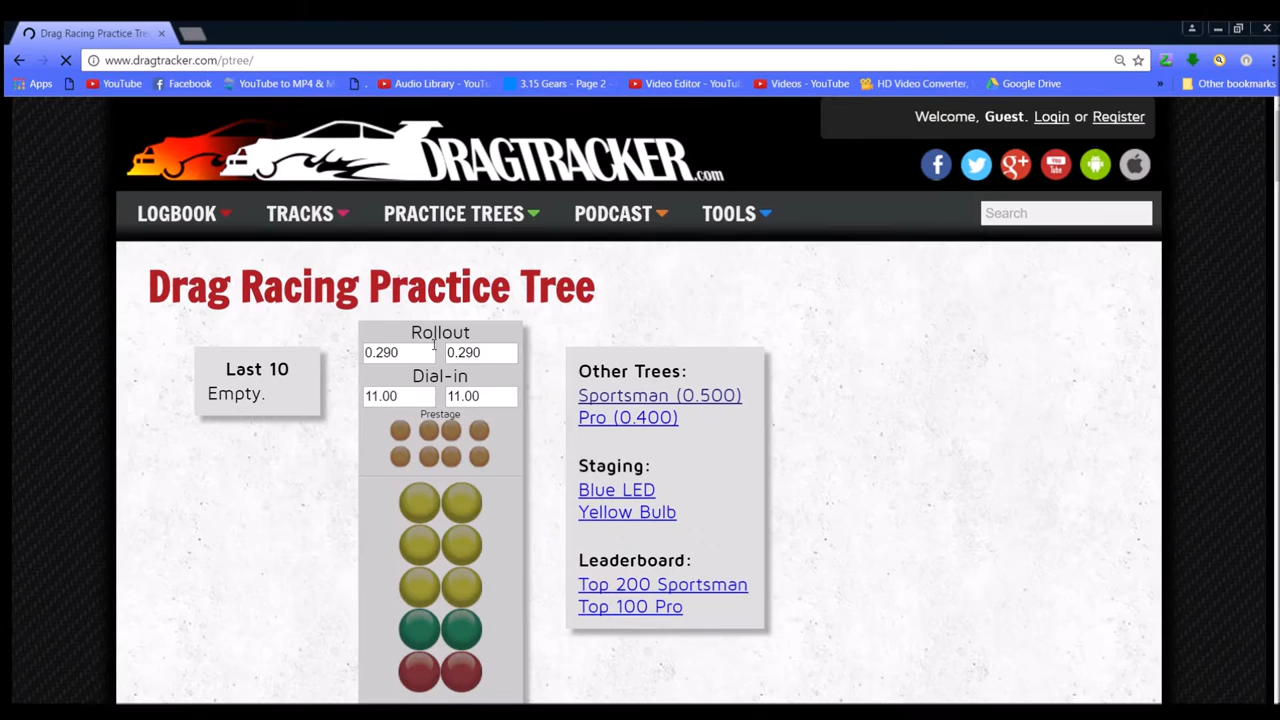 Drag Racing Practice Tre
www.dragtracker.com/ptree/
Apps YouTube Facebook YouTube to MP4 & M . Audio Library - YouTu 3.15 Gears - Page 2 - Video Editor - YouTub Videos - YouTube HD Video Converter, Google Drive » Other bookmarks
Welcome, Guest. Login or Register
DRAGTRACKER.com
LOGBOOK TRACKS PRACTICE TREES PODCAST TOOLS Search
Drag Racing Practice Tree
Last 10
Empty.
Rollout
0.290 0.290
Dial-in
11.00 11.00
Prestage
Other Trees:
Sportsman (0.500)
Pro (0.400)
Staging:
Blue LED
Yellow Bulb
Leaderboard:
Top 200 Sportsman
Top 100 Pro